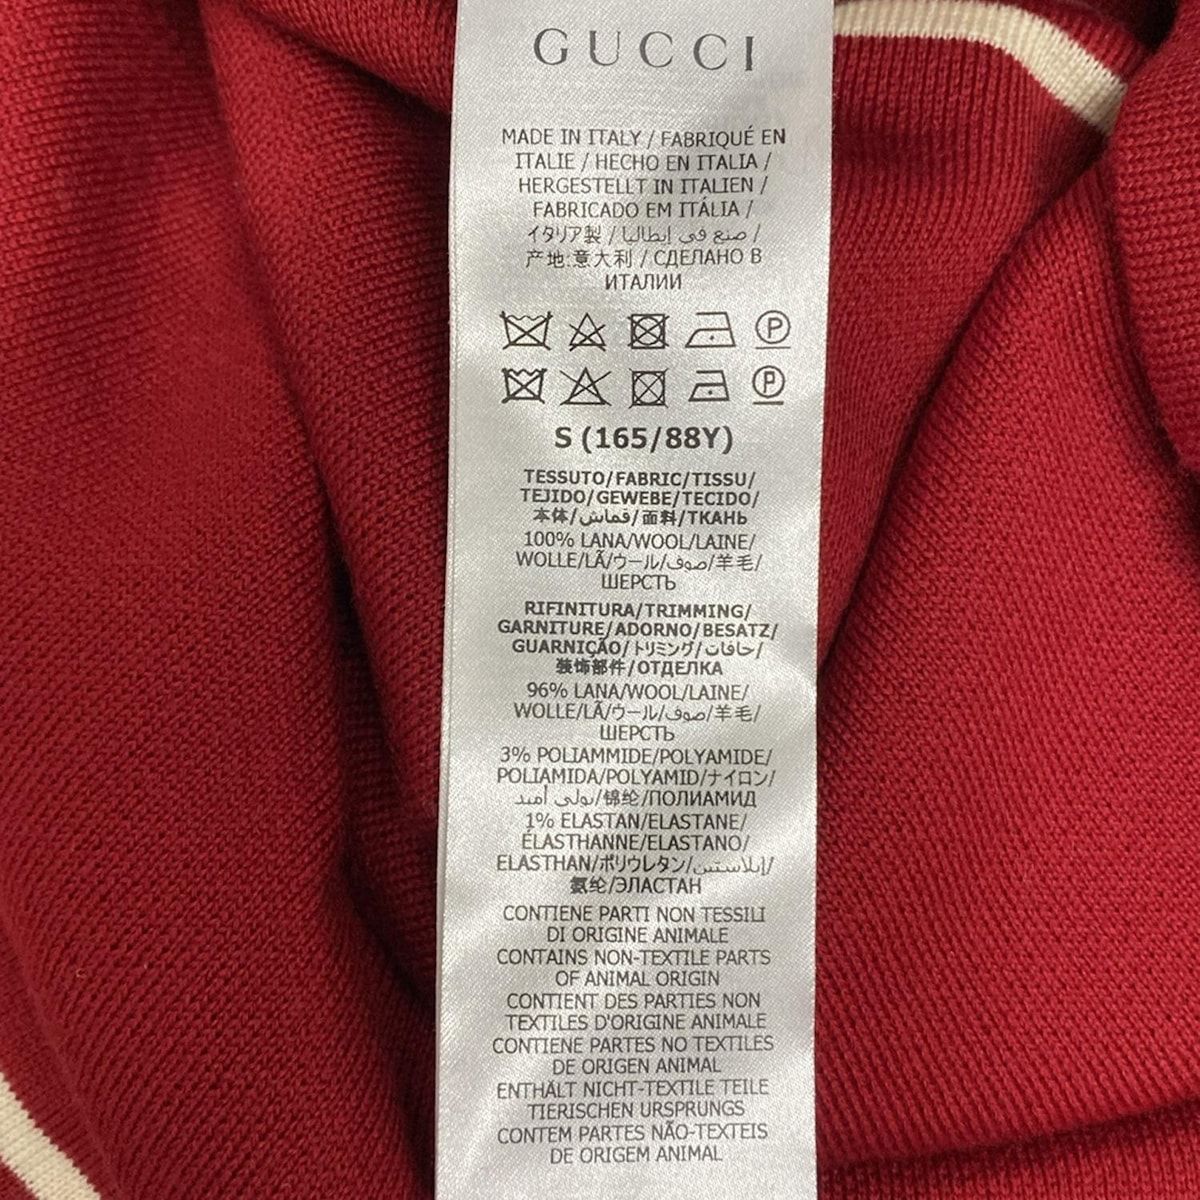 GUCCI
MADE IN ITALY / FABRIQUÉ EN
ITALIE / HECHO EN ITALIA /
HERGESTELLT IN ITALIEN /
FABRICADO EM ITÁLIA /
イタリア製 / صنع في إيطاليا /
产地:意大利 / СДЕЛАНО В
ИТАЛИИ
P
P
S (165/88Y)
TESSUTO/FABRIC/TISSU/
TEJIDO/GEWEBE/TECIDO/
本体/قماش/面料/ТКАНЬ
100% LANA/WOOL/LAINE/
WOLLE/LÃ/ウール/صوف/羊毛/
ШЕРСТЬ
RIFINITURA/TRIMMING/
GARNITURE/ADORNO/BESATZ/
GUARNIÇÃO/トリミング/حافات/
装饰部件/ОТДЕЛКА
96% LANA/WOOL/LAINE/
WOLLE/LÃ/ウール/صوف/羊毛/
ШЕРСТЬ
3% POLIAMMIDE/POLYAMIDE/
POLIAMIDA/POLYAMID/ナイロン/
بولي أميد/锦纶/ПОЛИАМИД
1% ELASTAN/ELASTANE/
ÉLASTHANNE/ELASTANO/
ELASTHAN/ポリウレタン/إيلاستين/
氨纶/ЭЛАСТАН
CONTIENE PARTI NON TESSILI
DI ORIGINE ANIMALE
CONTAINS NON-TEXTILE PARTS
OF ANIMAL ORIGIN
CONTIENT DES PARTIES NON
TEXTILES D'ORIGINE ANIMALE
CONTIENE PARTES NO TEXTILES
DE ORIGEN ANIMAL
ENTHÄLT NICHT-TEXTILE TEILE
TIERISCHEN URSPRUNGS
CONTEM PARTES NÃO-TEXTEIS
DE ORIGEM ANIMAL